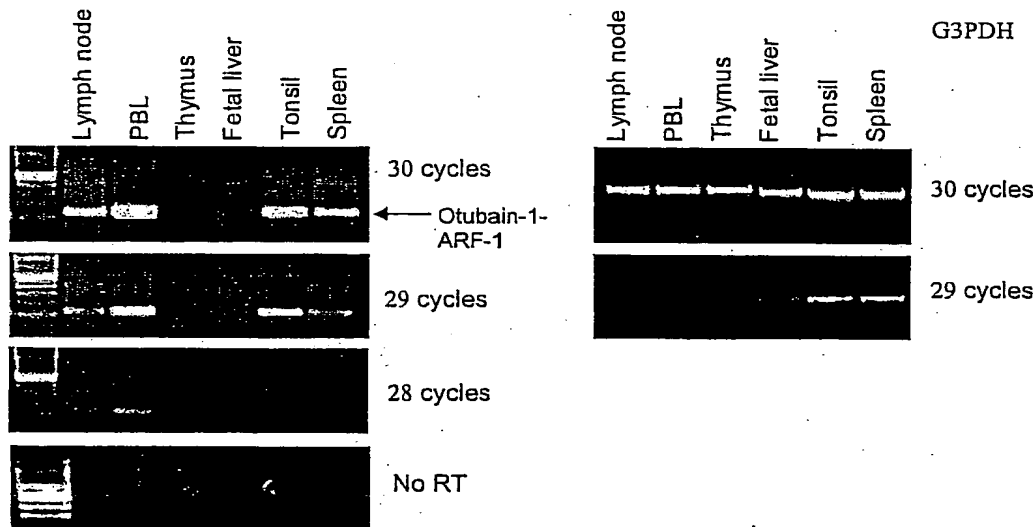 Lymph node
PBL
Thymus
Fetal liver
Tonsil
Spleen
30 cycles
Otubain-1-
ARF-1
29 cycles
28 cycles
No RT
G3PDH
Lymph node
PBL
Thymus
Fetal liver
Tonsil
Spleen
30 cycles
29 cycles